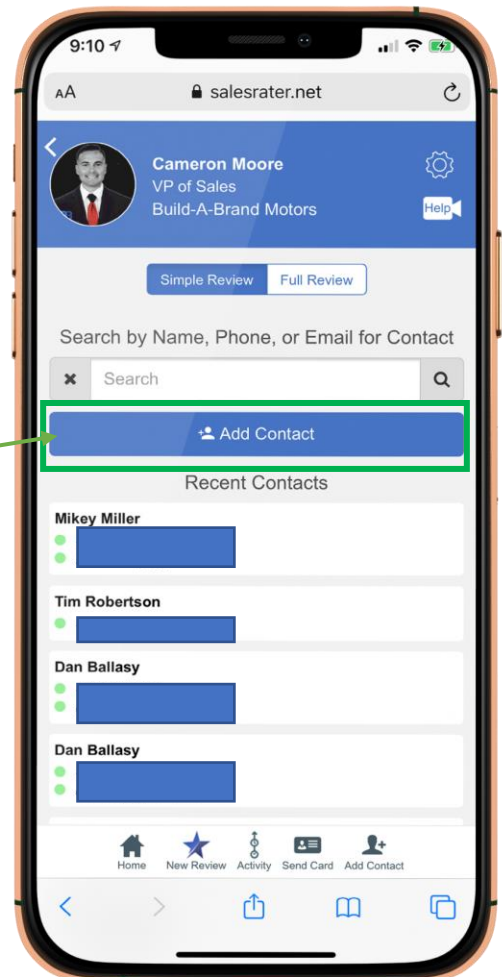 9:10
AA salesrater.net
Cameron Moore
VP of Sales
Build-A-Brand Motors
Help
Simple Review Full Review
Search by Name, Phone, or Email for Contact
Search
Add Contact
Recent Contacts
Mikey Miller
Tim Robertson
Dan Ballasy
Dan Ballasy
Home New Review Activity Send Card Add Contact